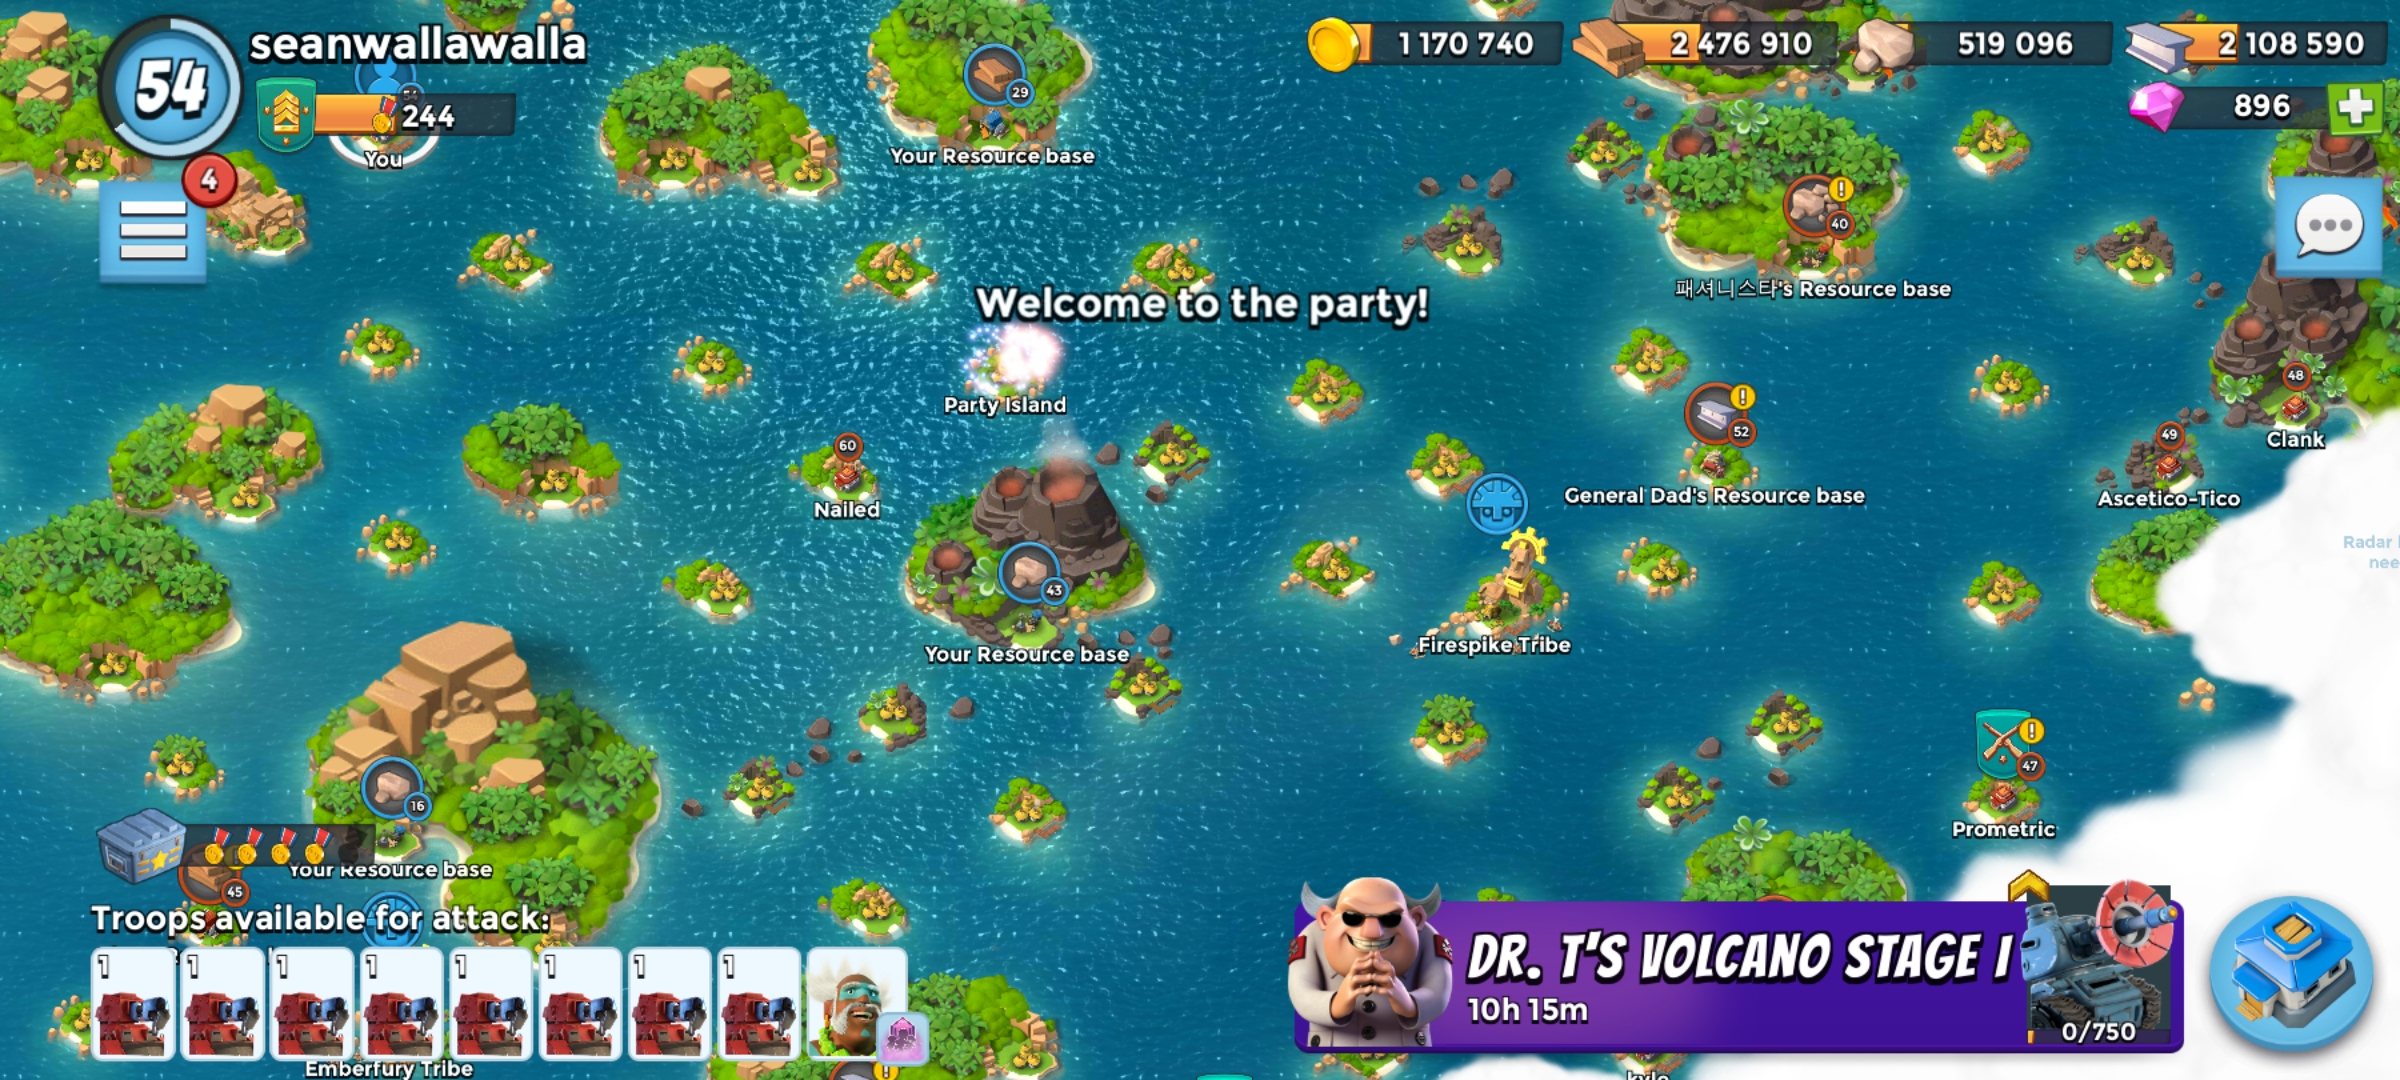 54
seanwallawalla
244
You
4
29
Your Resource base
1 170 740
2 476 910
519 096
2 108 590
896
40
패셔니스타's Resource base
Welcome to the party!
Party Island
60
Nailed
52
General Dad's Resource base
48
Clank
49
Ascetico-Tico
Radar
nee
43
Your Resource base
Firespike Tribe
47
Prometric
16
Your Resource base
45
Troops available for attack:
1
1
1
1
1
1
1
1
Emberfury Tribe
DR. T'S VOLCANO STAGE I
10h 15m
0/750